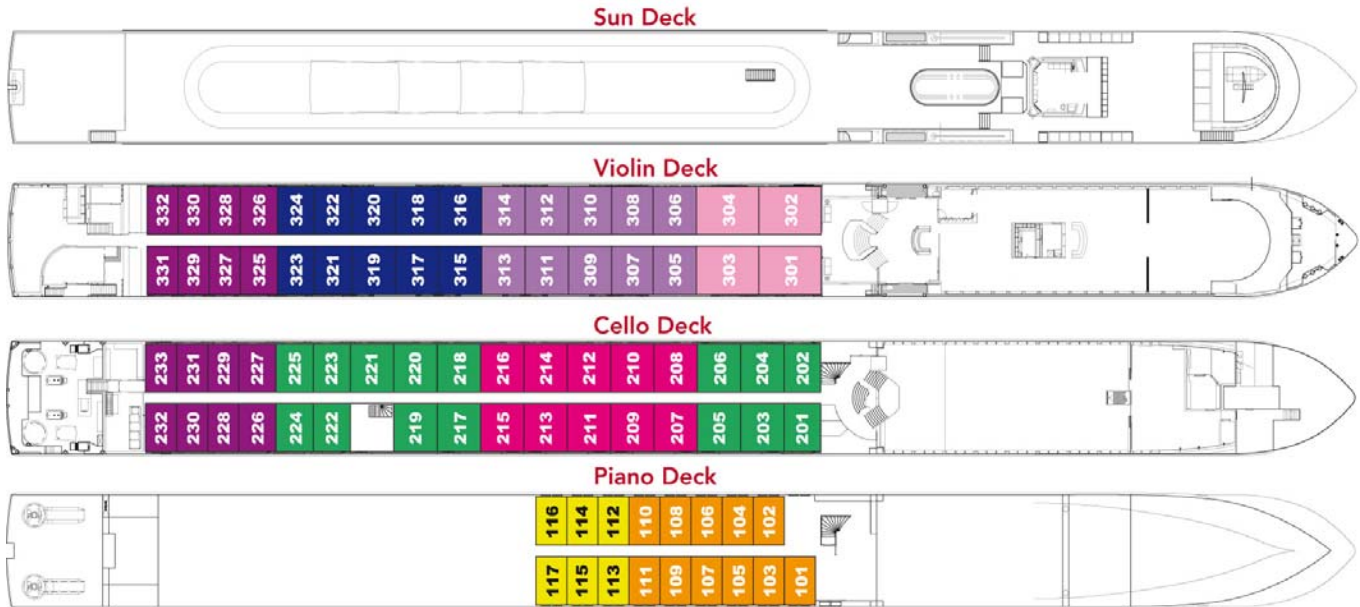 Sun Deck
Violin Deck
332 330 328 326 324 322 320 318 316 314 312 310 308 306 304 302
331 329 327 325 323 321 319 317 315 313 311 309 307 305 303 301
Cello Deck
233 231 229 227 225 223 221 220 218 216 214 212 210 208 206 204 202
232 230 228 226 224 222 219 217 215 213 211 209 207 205 203 201
Piano Deck
116 114 112 110 108 106 104 102
117 115 113 111 109 107 105 103 101